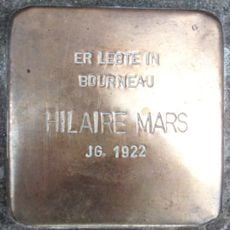 ER LEBTE IN
BOURNEAU
HILAIRE MARS
JG. 1922